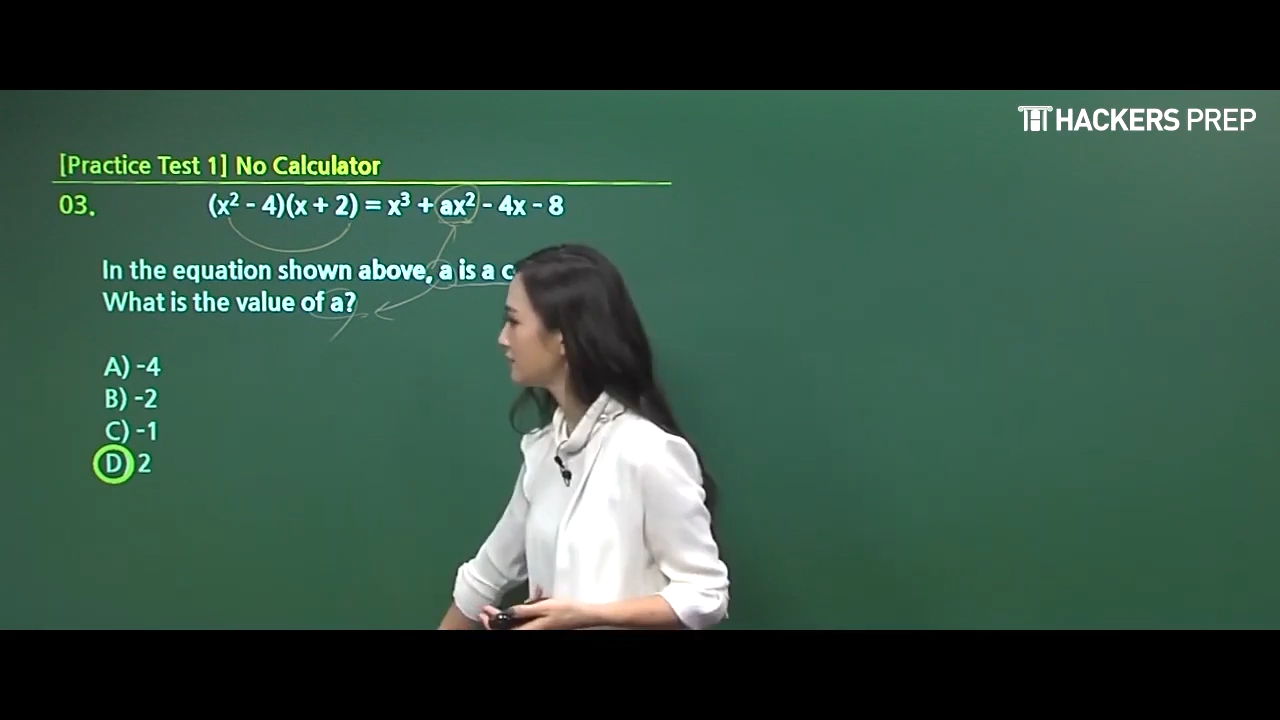 HACKERS PREP
[Practice Test 1] No Calculator
03. (x² - 4)(x + 2) = x³ + ax² - 4x - 8
In the equation shown above, a is a c
What is the value of a?
A) -4
B) -2
C) -1
D) 2